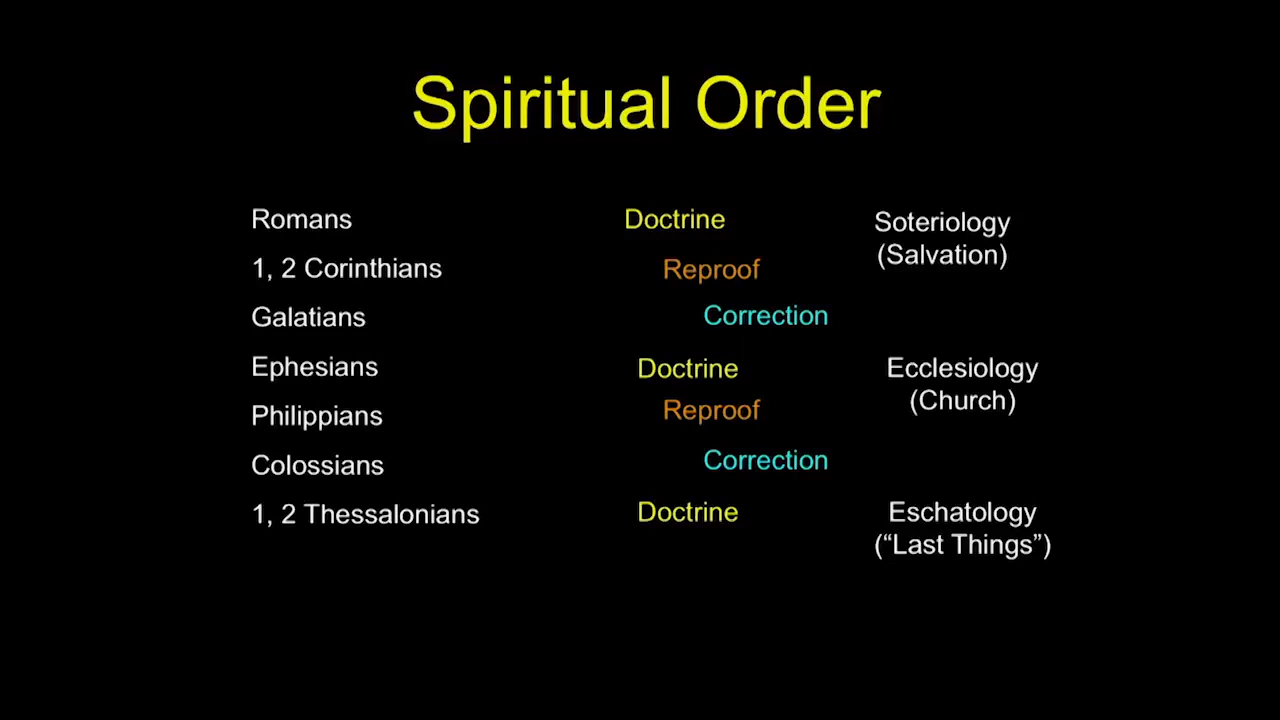 Spiritual Order
Romans Doctrine Soteriology
(Salvation)
1, 2 Corinthians Reproof
Galatians Correction
Ephesians Doctrine Ecclesiology
(Church)
Philippians Reproof
Colossians Correction
1, 2 Thessalonians Doctrine Eschatology
(“Last Things”)